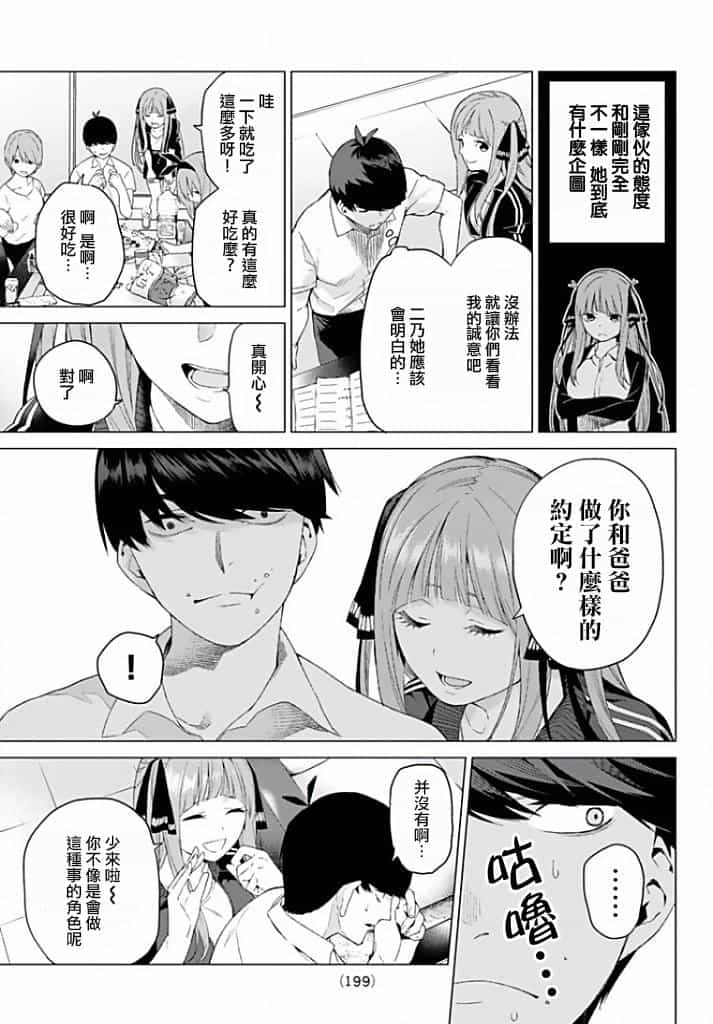 這傢伙的態度
和剛剛完全
不一樣 她到底
有什麼企圖
沒辦法
就讓你們看看
我的誠意吧
二乃她應該
會明白的…
哇
一下就吃了
這麼多呀！
真的有這麼
好吃麼？
啊 是啊…
很好吃…
真開心～
啊
對了
你和爸爸
做了什麼樣的
約定啊？
！
……
咕嚕…
并沒有啊…
少來啦～
你不像是會做
這種事的角色呢
(199)